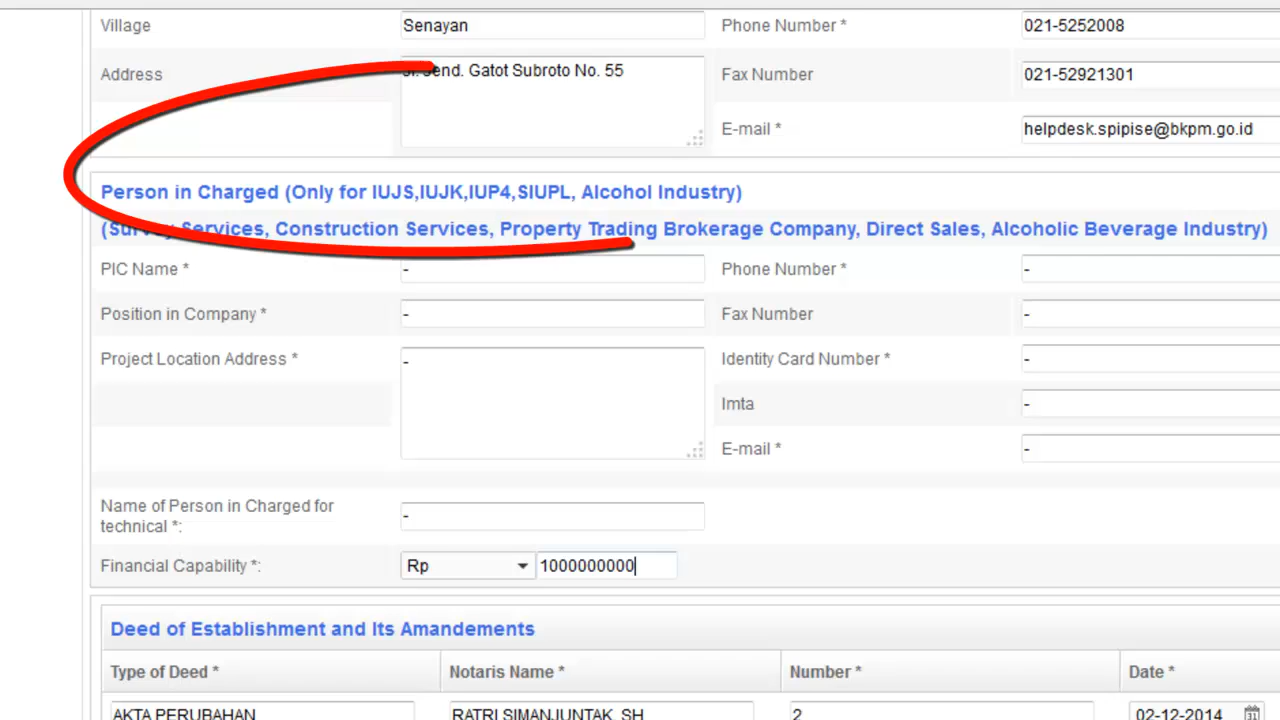 Village Senayan Phone Number * 021-5252008
Address Gatot Subroto No. 55 Fax Number 021-52921301
E-mail * helpdesk.spipise@bkpm.go.id
Person in Charged (Only for IUJS,IUJK,IUP4,SIUPL, Alcohol Industry)
(Survey Services, Construction Services, Property Trading Brokerage Company, Direct Sales, Alcoholic Beverage Industry)
PIC Name * - Phone Number * -
Position in Company * - Fax Number -
Project Location Address * - Identity Card Number * -
Imta -
E-mail * -
Name of Person in Charged for
technical *: -
Financial Capability *: Rp 1000000000
Deed of Establishment and Its Amandements
Type of Deed * Notaris Name * Number * Date *
AKTA PERUBAHAN RATRI SIMANJUNTAK, SH 2 02-12-2014 31